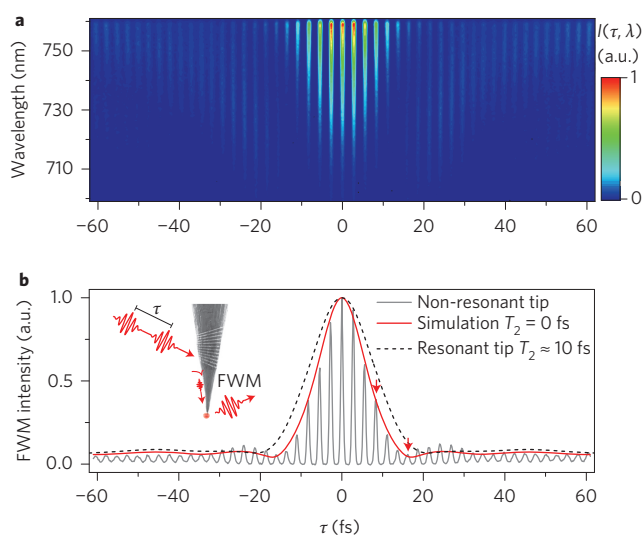 a
I(τ, λ)
(a.u.)
1
0
Wavelength (nm)
750
730
710
−60 −40 −20 0 20 40 60
b
FWM intensity (a.u.)
1.0
0.5
0.0
τ
FWM
Non-resonant tip
Simulation T2 = 0 fs
Resonant tip T2 ≈ 10 fs
−60 −40 −20 0 20 40 60
τ (fs)